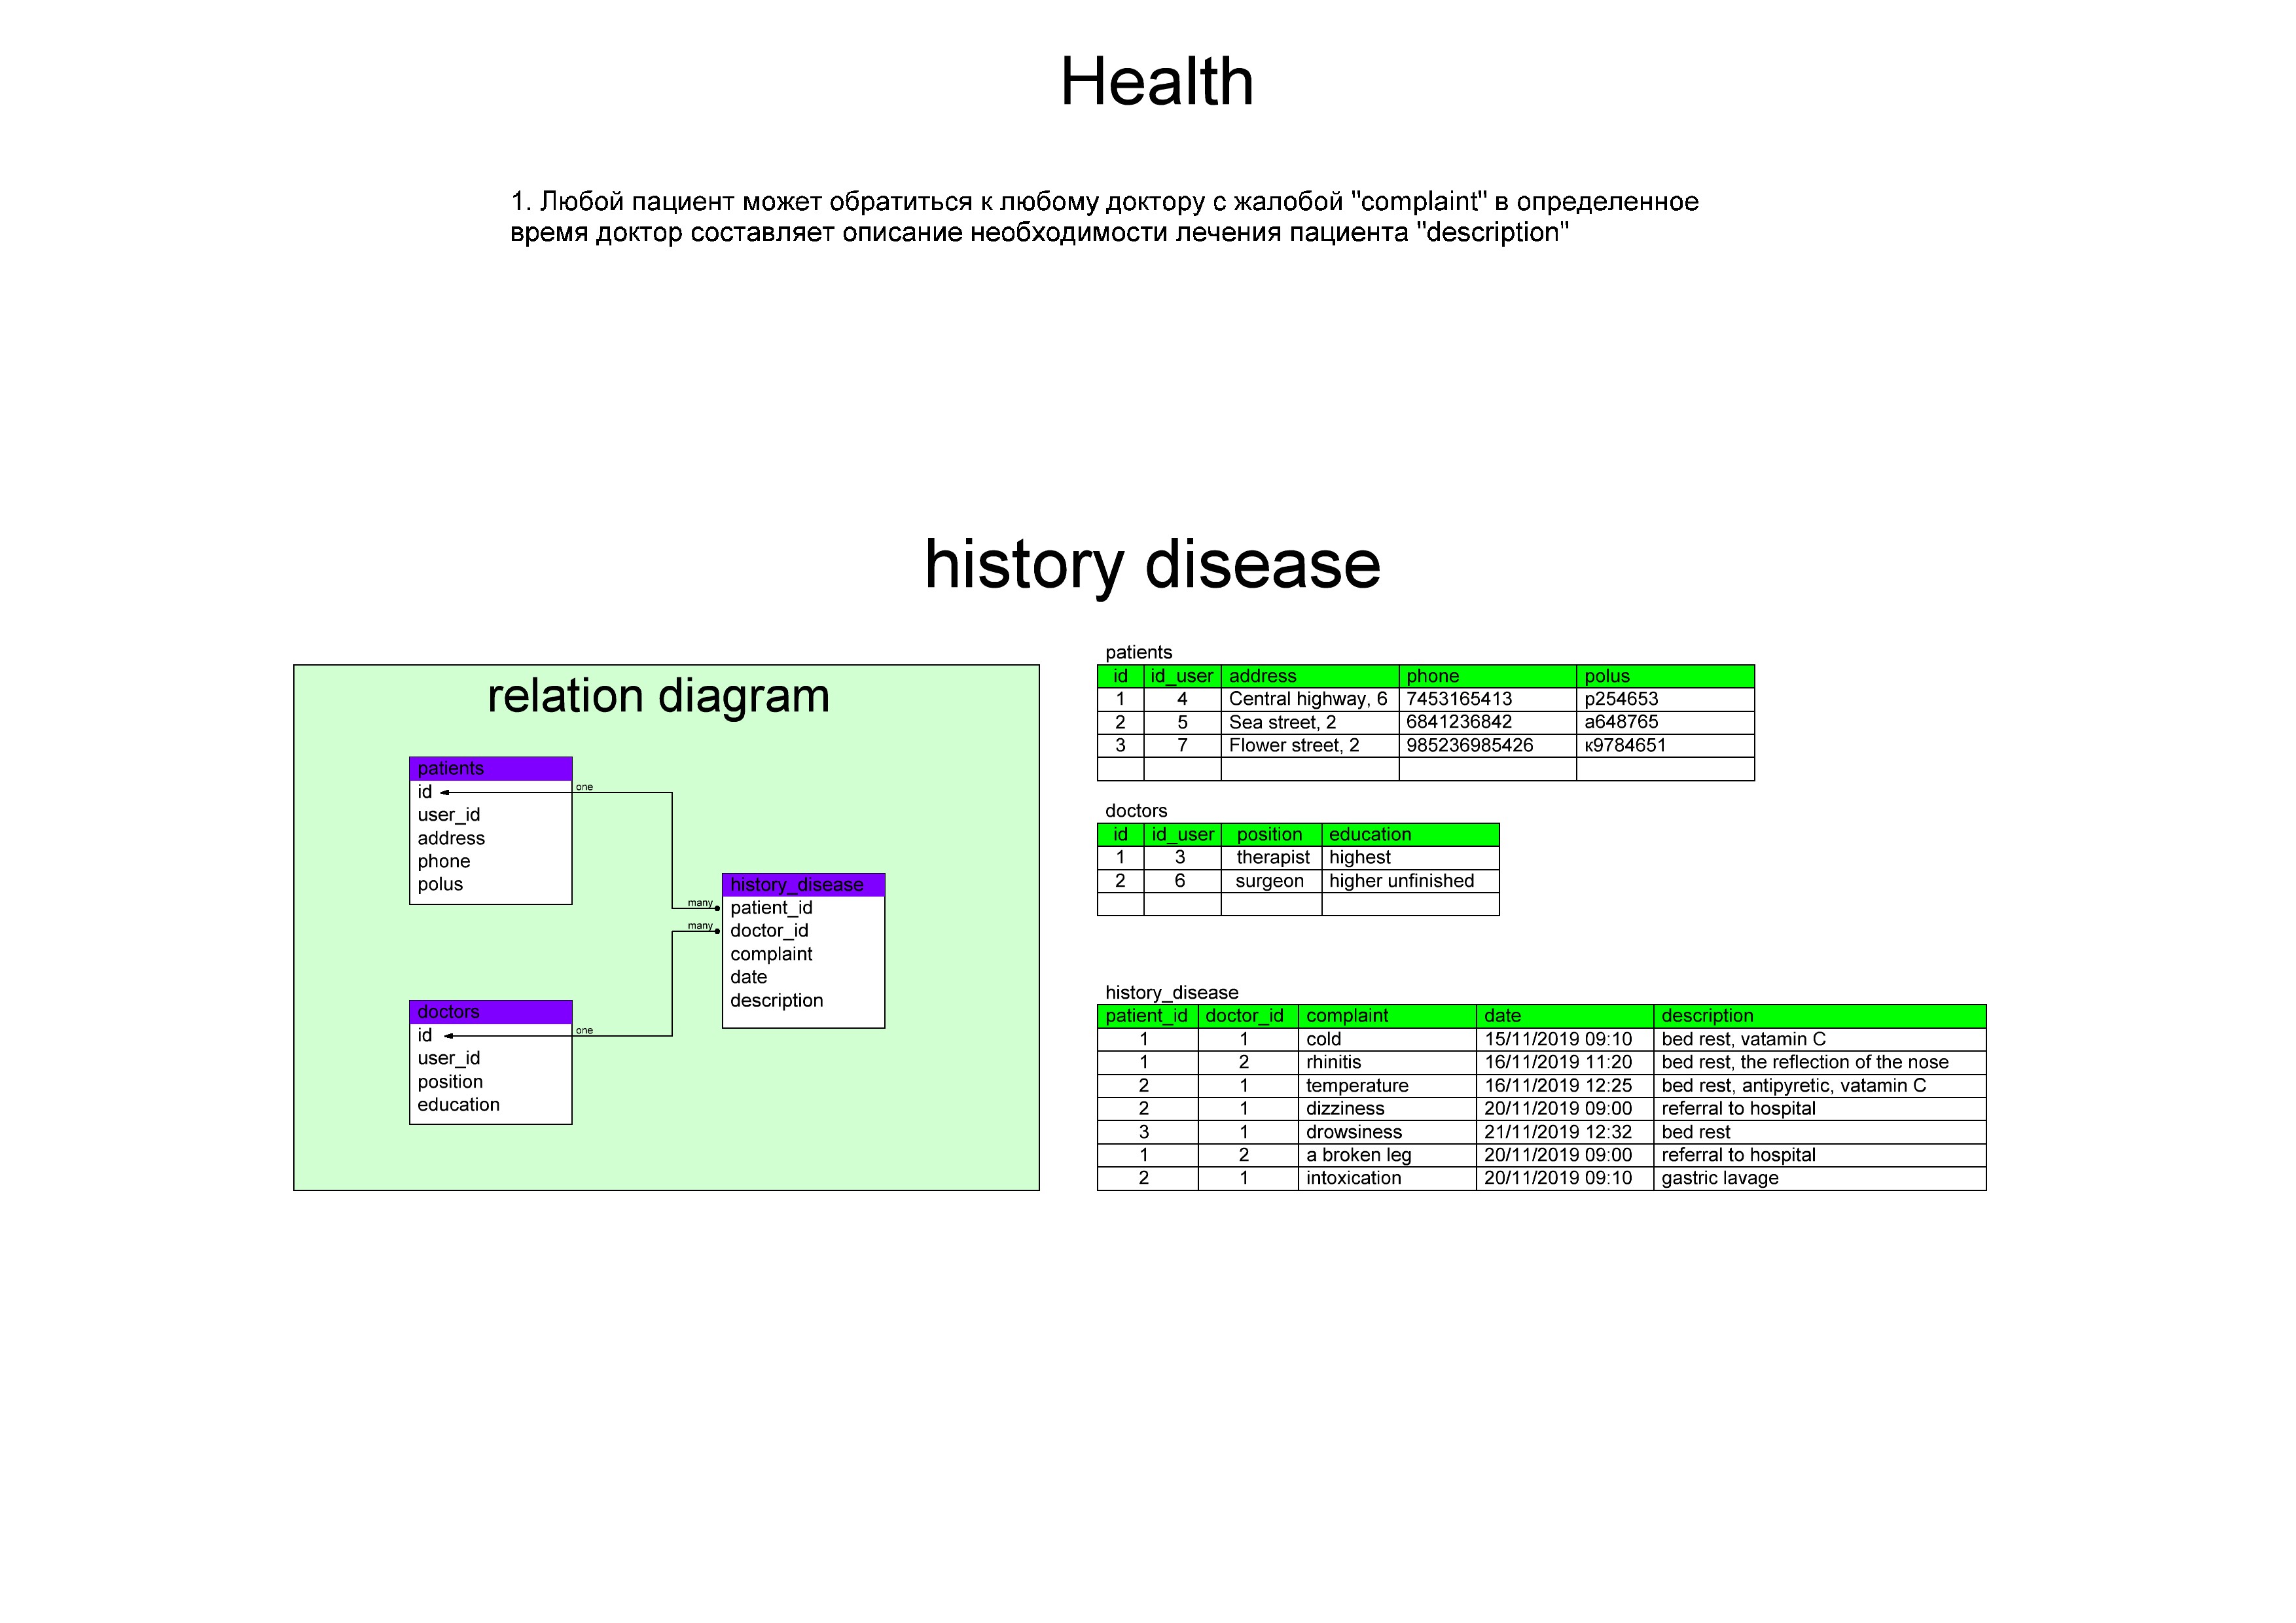 Health
1. Любой пациент может обратиться к любому доктору с жалобой "complaint" в определенное
время доктор составляет описание необходимости лечения пациента "description"
history disease
relation diagram
patients
id
user_id
address
phone
polus
one
many
many
history_disease
patient_id
doctor_id
complaint
date
description
doctors
id
user_id
position
education
one
patients
id id_user address phone polus
1 4 Central highway, 6 7453165413 p254653
2 5 Sea street, 2 6841236842 a648765
3 7 Flower street, 2 985236985426 к9784651
doctors
id id_user position education
1 3 therapist highest
2 6 surgeon higher unfinished
history_disease
patient_id doctor_id complaint date description
1 1 cold 15/11/2019 09:10 bed rest, vatamin C
1 2 rhinitis 16/11/2019 11:20 bed rest, the reflection of the nose
2 1 temperature 16/11/2019 12:25 bed rest, antipyretic, vatamin C
2 1 dizziness 20/11/2019 09:00 referral to hospital
3 1 drowsiness 21/11/2019 12:32 bed rest
1 2 a broken leg 20/11/2019 09:00 referral to hospital
2 1 intoxication 20/11/2019 09:10 gastric lavage